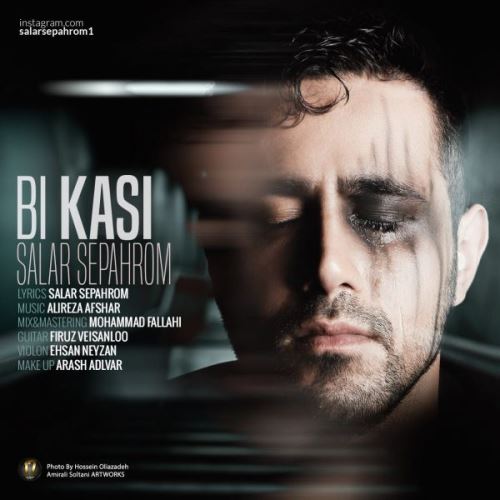 instagram.com
salarsepahrom1
BI KASI
SALAR SEPAHROM
LYRICS SALAR SEPAHROM
MUSIC ALIREZA AFSHAR
MIX&MASTERING MOHAMMAD FALLAHI
GUITAR FIRUZ VEISANLOO
VIOLON EHSAN NEYZAN
MAKE UP ARASH ADLVAR
Photo By Hossein Oliazadeh
Amirali Soltani ARTWORKS